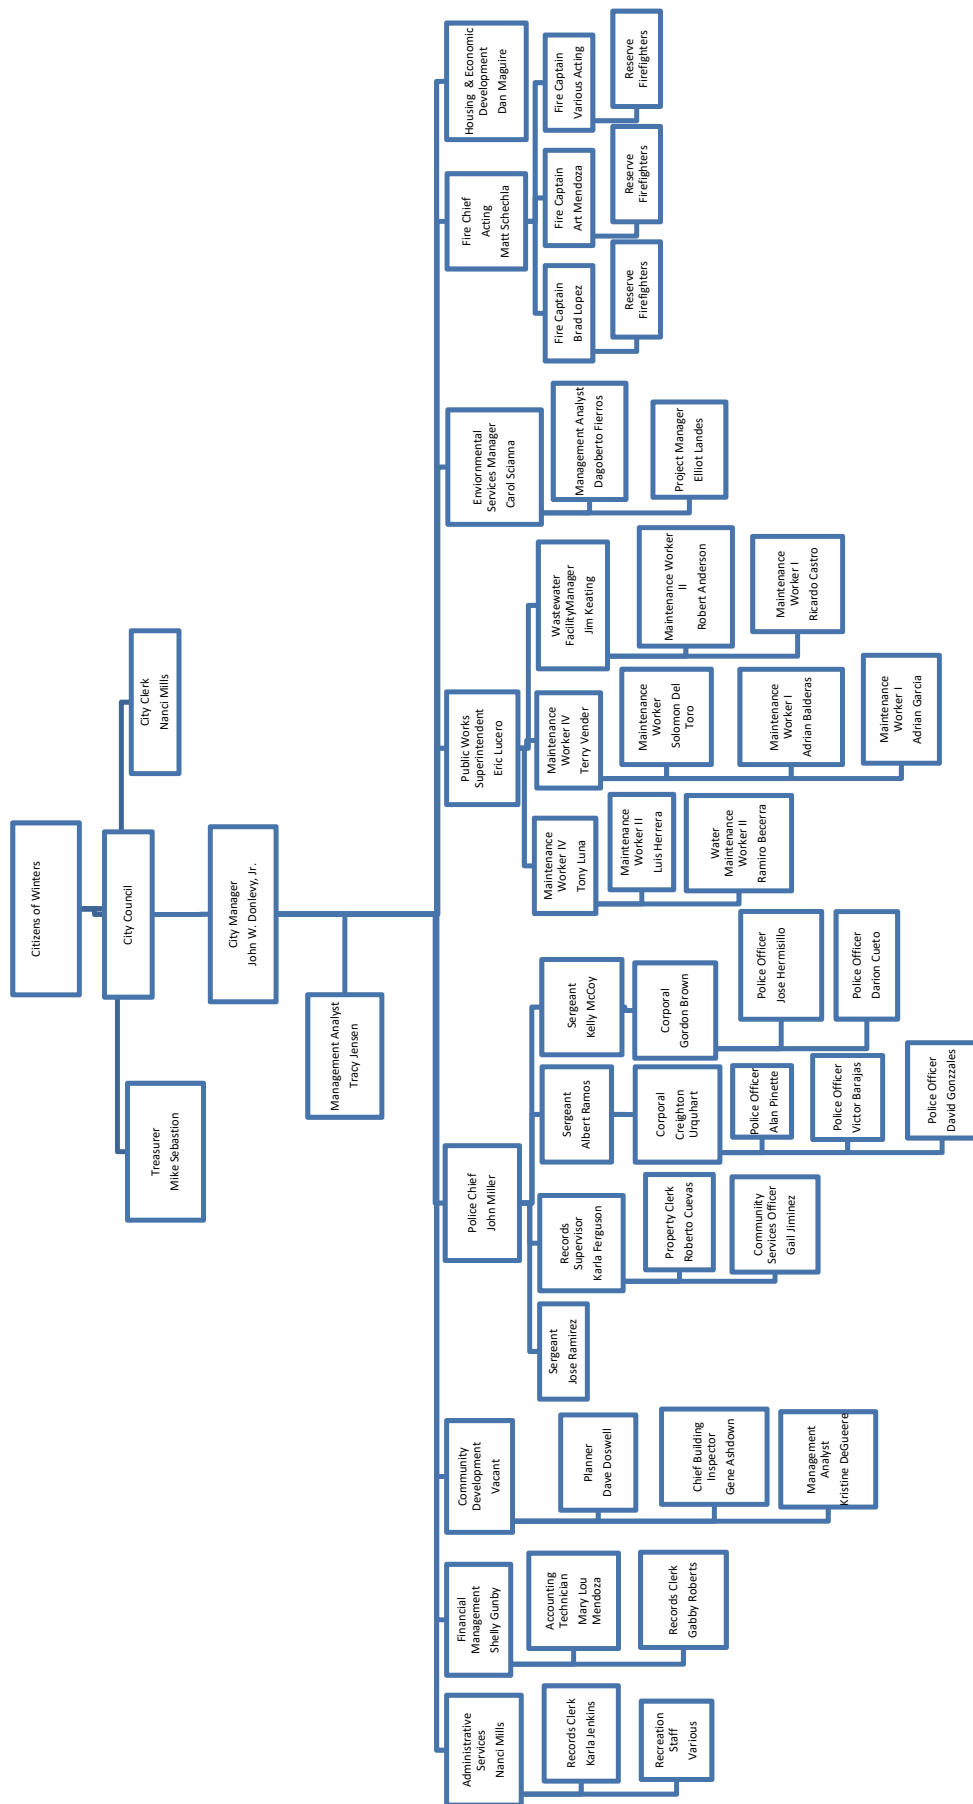 Citizens of Winters
City Council
Treasurer
Mike Sebastion
City Clerk
Nanci Mills
City Manager
John W. Donlevy, Jr.
Management Analyst
Tracy Jensen
Administrative
Services
Nanci Mills
Records Clerk
Karla Jenkins
Recreation
Staff
Various
Financial
Management
Shelly Gunby
Accounting
Technician
Mary Lou
Mendoza
Records Clerk
Gabby Roberts
Community
Development
Vacant
Planner
Dave Doswell
Chief Building
Inspector
Gene Ashdown
Management
Analyst
Kristine DeGueere
Police Chief
John Miller
Sergeant
Jose Ramirez
Records
Supervisor
Karla Ferguson
Property Clerk
Roberto Cuevas
Communiity
Services Officer
Gail Jiminez
Sergeant
Albert Ramos
Corporal
Creighton
Urquhart
Police Officer
Alan Pinette
Police Officer
Victor Barajas
Police Officer
David Gonzzales
Sergeant
Kelly McCoy
Corporal
Gordon Brown
Police Officer
Jose Hermisillo
Police Officer
Darion Cueto
Public Works
Superintendent
Eric Lucero
Maintenance
Worker IV
Tony Luna
Maintenance
Worker II
Luis Herrera
Water
Maintenance
Worker II
Ramiro Becerra
Maintenance
Worker IV
Terry Vender
Maintenance
Worker
Solomon Del
Toro
Maintenance
Worker I
Adrian Balderas
Maintenance
Worker I
Adrian Garcia
Wastewater
FacilityManager
Jim Keating
Maintenance Worker
II
Robert Anderson
Maintenance
Worker I
Ricardo Castro
Enviornmental
Services Manager
Carol Scianna
Management Analyst
Dagoberto Fierros
Project Manager
Elliot Landes
Fire Chief
Acting
Matt Schechla
Fire Captain
Brad Lopez
Reserve
Firefighters
Fire Captain
Art Mendoza
Reserve
Firefighters
Fire Captain
Various Acting
Reserve
Firefighters
Housing & Economic
Development
Dan Maguire